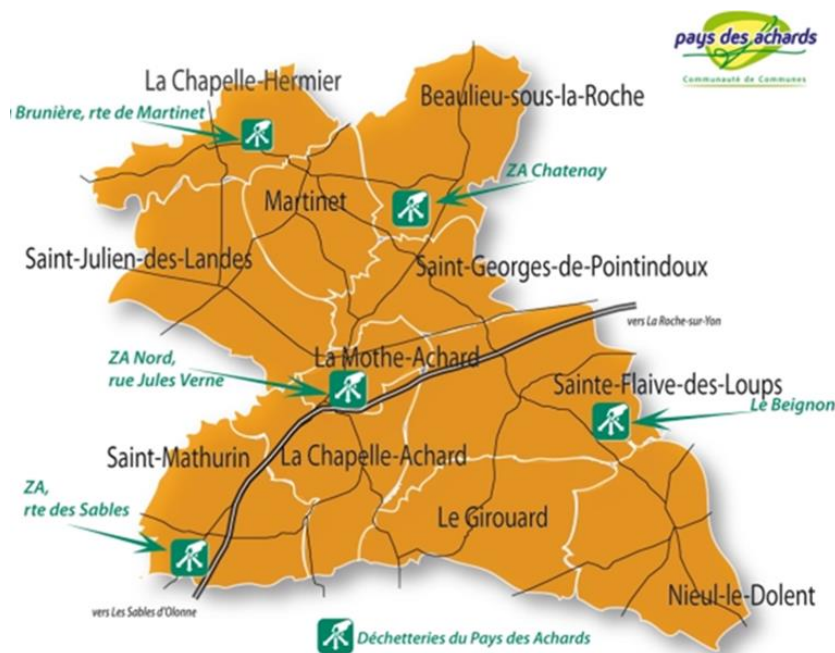 pays des achards
Communauté de Communes
La Chapelle-Hermier
Brunière, rte de Martinet
Beaulieu-sous-la-Roche
ZA Chatenay
Martinet
Saint-Julien-des-Landes
Saint-Georges-de-Pointindoux
vers La Roche-sur-Yon
ZA Nord,
rue Jules Verne
La Mothe-Achard
Sainte-Flaive-des-Loups
Le Beignon
Saint-Mathurin
La Chapelle-Achard
ZA,
rte des Sables
Le Girouard
Nieul-le-Dolent
vers Les Sables d'Olonne
Déchetteries du Pays des Achards